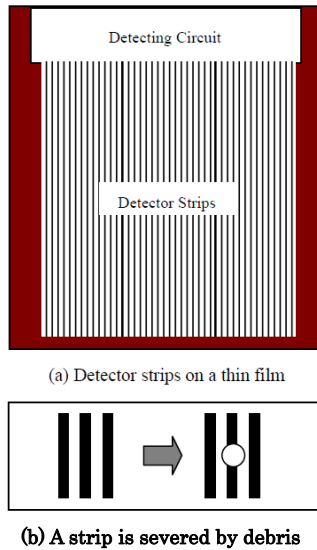 Detecting Circuit
Detector Strips
(a) Detector strips on a thin film
(b) A strip is severed by debris